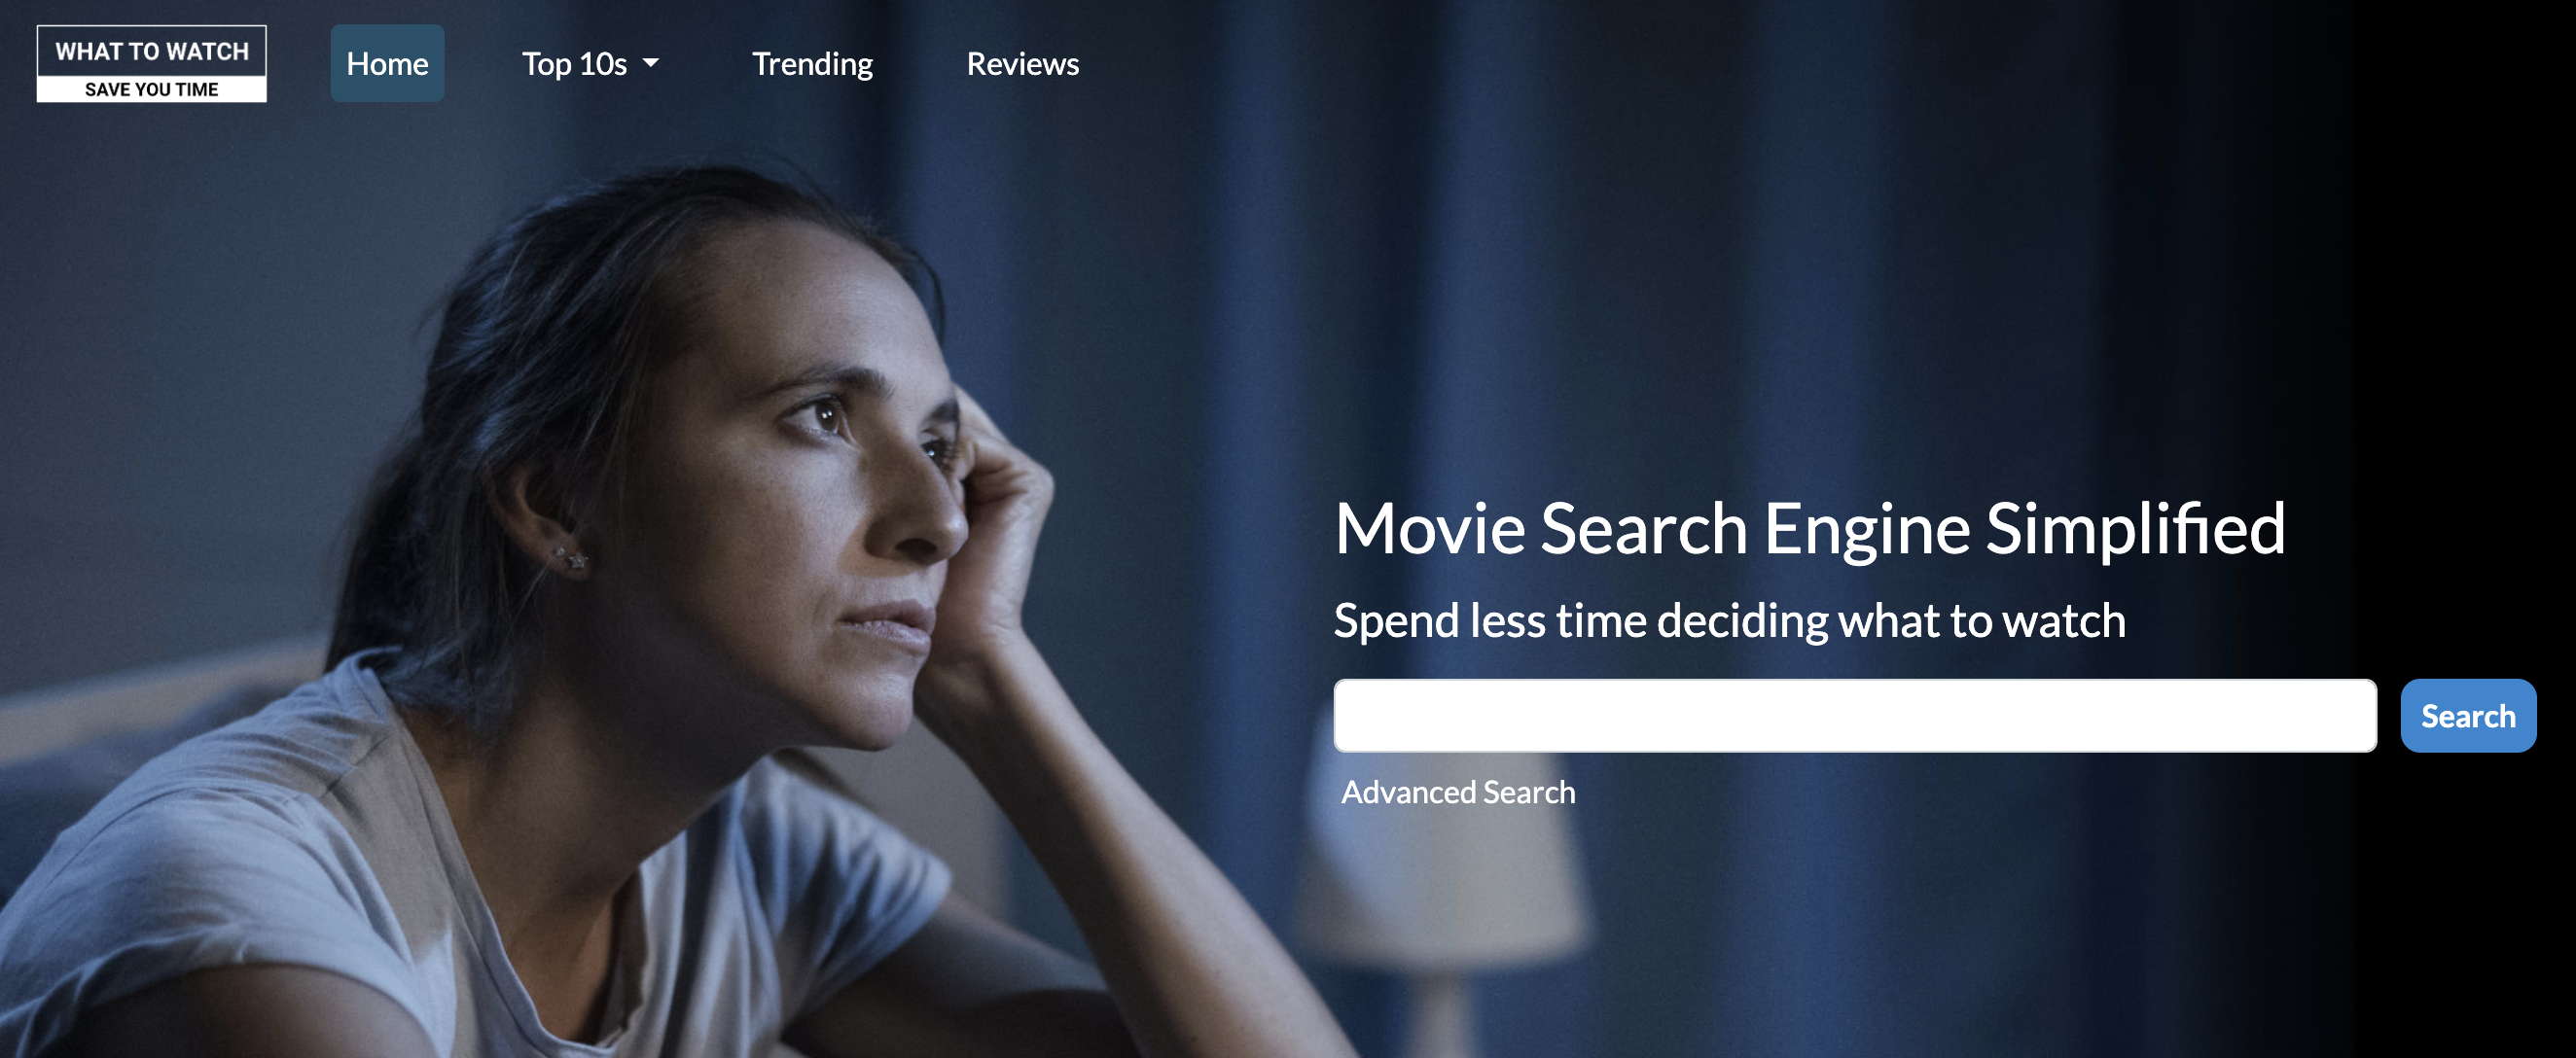 WHAT TO WATCH
SAVE YOU TIME
Home
Top 10s
Trending
Reviews
Movie Search Engine Simplified
Spend less time deciding what to watch
Search
Advanced Search